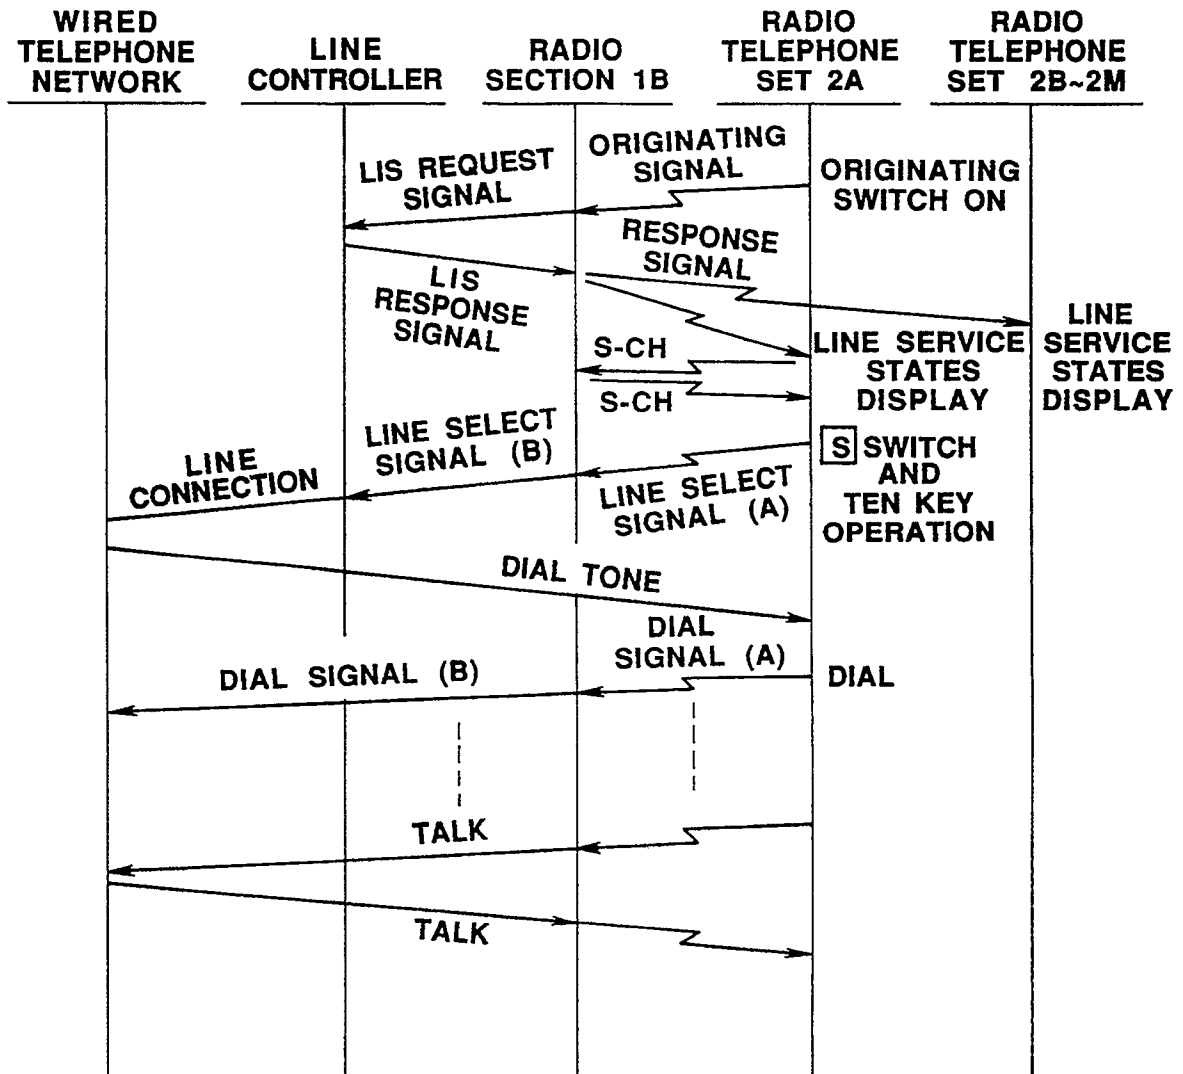 WIRED
TELEPHONE
NETWORK
LINE
CONTROLLER
RADIO
SECTION 1B
RADIO
TELEPHONE
SET 2A
RADIO
TELEPHONE
SET 2B~2M
LIS REQUEST
SIGNAL
ORIGINATING
SIGNAL
ORIGINATING
SWITCH ON
LIS
RESPONSE
SIGNAL
RESPONSE
SIGNAL
S-CH
S-CH
LINE SERVICE
STATES
DISPLAY
LINE
SERVICE
STATES
DISPLAY
LINE
CONNECTION
LINE SELECT
SIGNAL (B)
LINE SELECT
SIGNAL (A)
S SWITCH
AND
TEN KEY
OPERATION
DIAL TONE
DIAL SIGNAL (B)
DIAL
SIGNAL (A)
DIAL
TALK
TALK